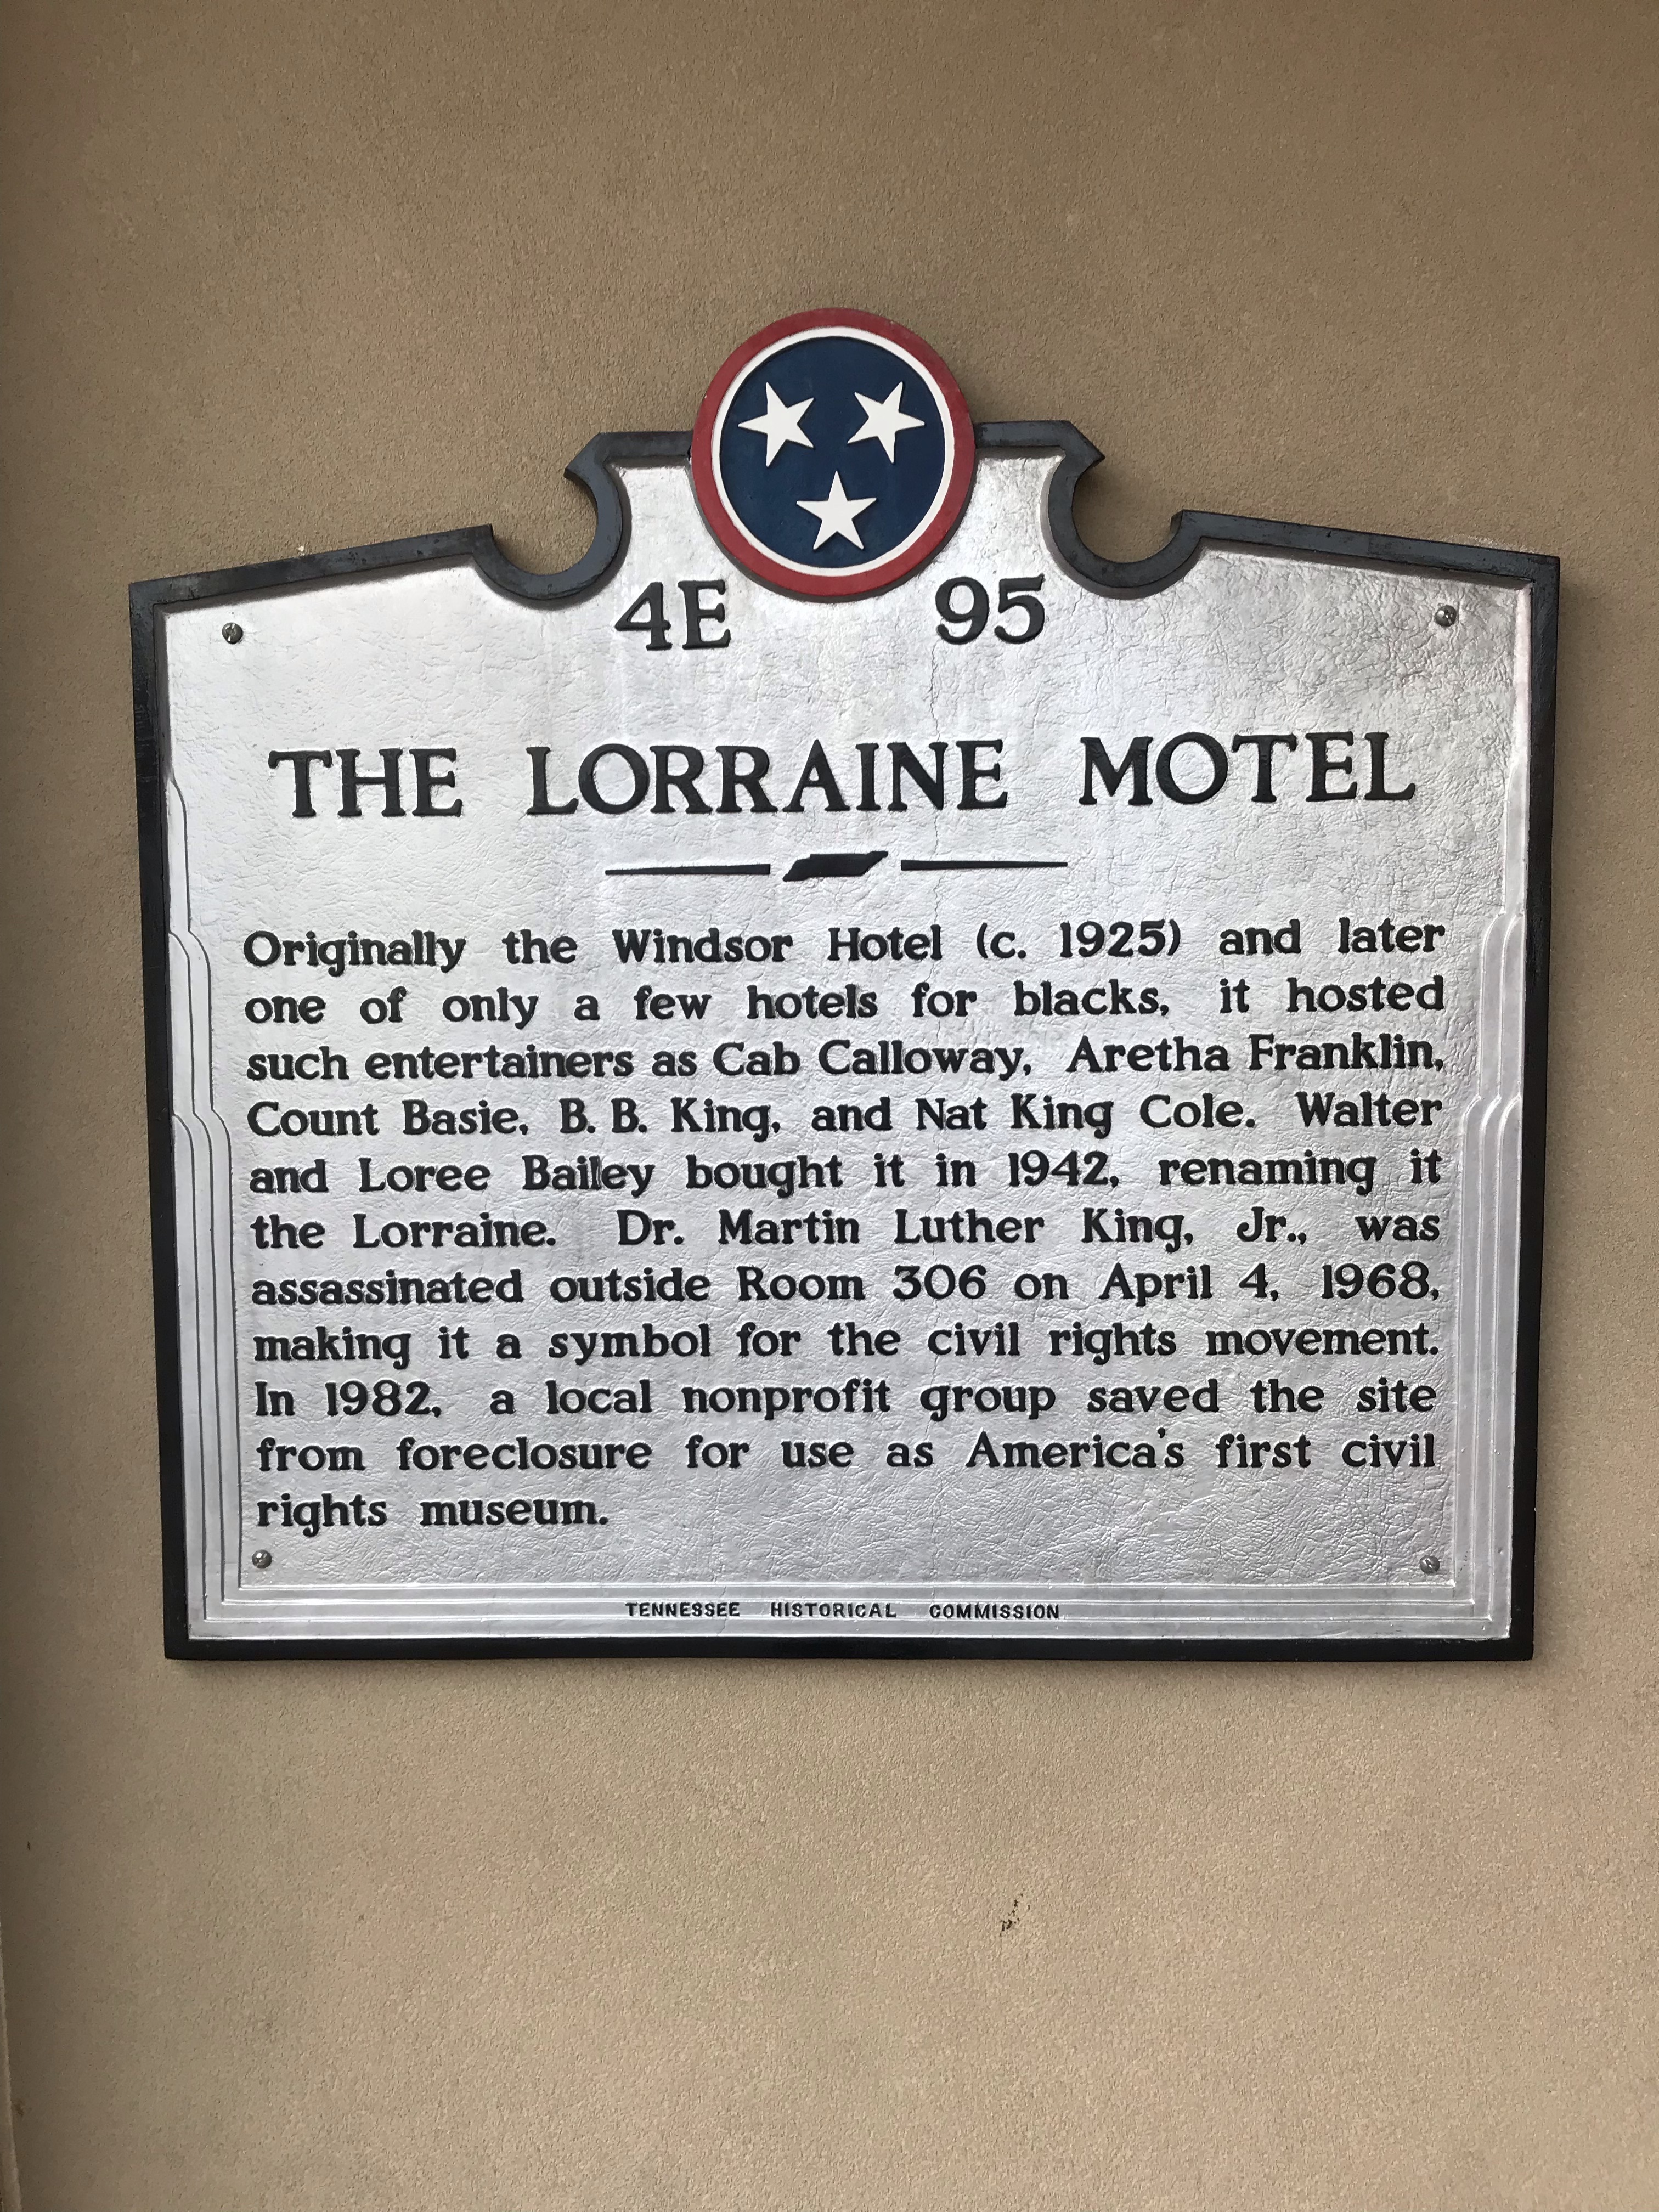 4E 95
THE LORRAINE MOTEL
Originally the Windsor Hotel (c. 1925) and later
one of only a few hotels for blacks, it hosted
such entertainers as Cab Calloway, Aretha Franklin,
Count Basie, B. B. King, and Nat King Cole. Walter
and Loree Bailey bought it in 1942, renaming it
the Lorraine. Dr. Martin Luther King, Jr., was
assassinated outside Room 306 on April 4, 1968,
making it a symbol for the civil rights movement.
In 1982, a local nonprofit group saved the site
from foreclosure for use as America's first civil
rights museum.
TENNESSEE HISTORICAL COMMISSION